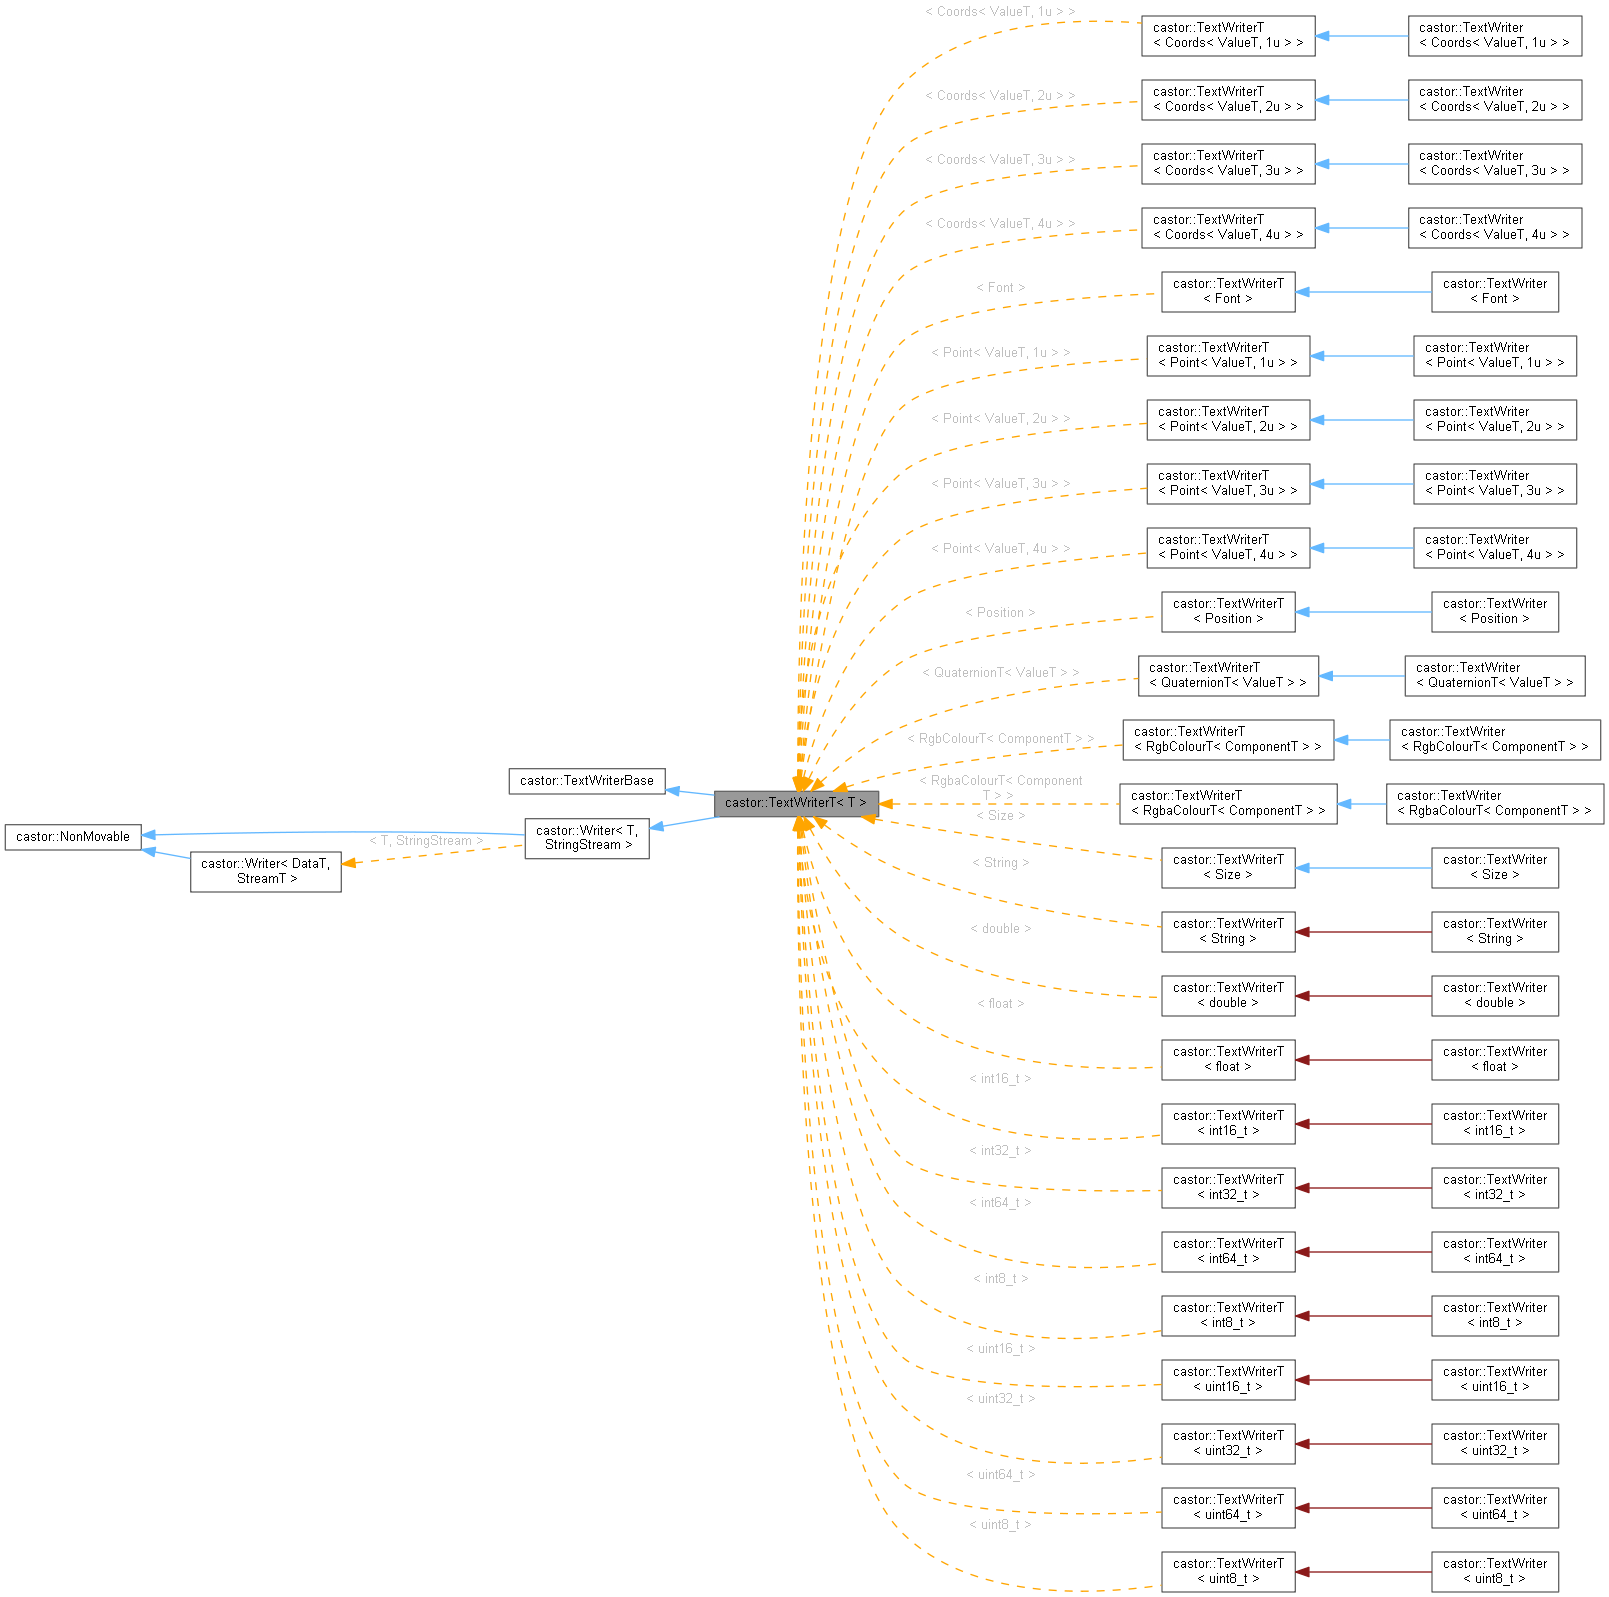 < Coords< ValueT, 1u > >
castor::TextWriterT
< Coords< ValueT, 1u > >
castor::TextWriter
< Coords< ValueT, 1u > >
< Coords< ValueT, 2u > >
castor::TextWriterT
< Coords< ValueT, 2u > >
castor::TextWriter
< Coords< ValueT, 2u > >
< Coords< ValueT, 3u > >
castor::TextWriterT
< Coords< ValueT, 3u > >
castor::TextWriter
< Coords< ValueT, 3u > >
< Coords< ValueT, 4u > >
castor::TextWriterT
< Coords< ValueT, 4u > >
castor::TextWriter
< Coords< ValueT, 4u > >
< Font >
castor::TextWriterT
< Font >
castor::TextWriter
< Font >
< Point< ValueT, 1u > >
castor::TextWriterT
< Point< ValueT, 1u > >
castor::TextWriter
< Point< ValueT, 1u > >
< Point< ValueT, 2u > >
castor::TextWriterT
< Point< ValueT, 2u > >
castor::TextWriter
< Point< ValueT, 2u > >
< Point< ValueT, 3u > >
castor::TextWriterT
< Point< ValueT, 3u > >
castor::TextWriter
< Point< ValueT, 3u > >
< Point< ValueT, 4u > >
castor::TextWriterT
< Point< ValueT, 4u > >
castor::TextWriter
< Point< ValueT, 4u > >
< Position >
castor::TextWriterT
< Position >
castor::TextWriter
< Position >
< QuaternionT< ValueT > >
castor::TextWriterT
< QuaternionT< ValueT > >
castor::TextWriter
< QuaternionT< ValueT > >
< RgbColourT< ComponentT > >
castor::TextWriterT
< RgbColourT< ComponentT > >
castor::TextWriter
< RgbColourT< ComponentT > >
castor::TextWriterBase
castor::TextWriterT< T >
< RgbaColourT< Component
T > >
castor::TextWriterT
< RgbaColourT< ComponentT > >
castor::TextWriter
< RgbaColourT< ComponentT > >
castor::NonMovable
< T, StringStream >
castor::Writer< T,
StringStream >
castor::Writer< DataT,
StreamT >
< Size >
castor::TextWriterT
< Size >
castor::TextWriter
< Size >
< String >
castor::TextWriterT
< String >
castor::TextWriter
< String >
< double >
castor::TextWriterT
< double >
castor::TextWriter
< double >
< float >
castor::TextWriterT
< float >
castor::TextWriter
< float >
< int16_t >
castor::TextWriterT
< int16_t >
castor::TextWriter
< int16_t >
< int32_t >
castor::TextWriterT
< int32_t >
castor::TextWriter
< int32_t >
< int64_t >
castor::TextWriterT
< int64_t >
castor::TextWriter
< int64_t >
< int8_t >
castor::TextWriterT
< int8_t >
castor::TextWriter
< int8_t >
< uint16_t >
castor::TextWriterT
< uint16_t >
castor::TextWriter
< uint16_t >
< uint32_t >
castor::TextWriterT
< uint32_t >
castor::TextWriter
< uint32_t >
< uint64_t >
castor::TextWriterT
< uint64_t >
castor::TextWriter
< uint64_t >
< uint8_t >
castor::TextWriterT
< uint8_t >
castor::TextWriter
< uint8_t >